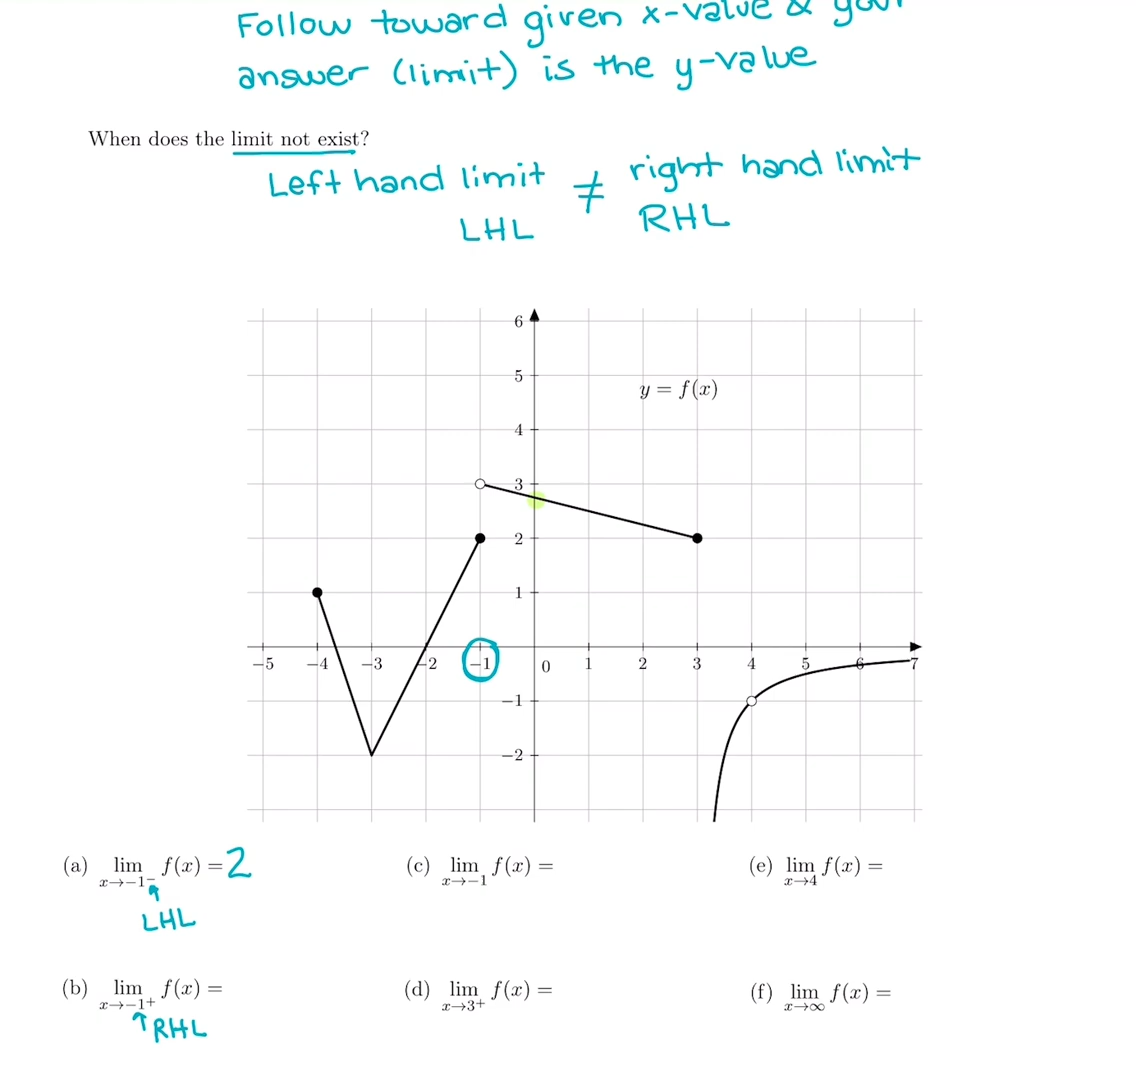 Follow toward given x-value & your
answer (limit) is the y-value
When does the limit not exist?
Left hand limit ≠ right hand limit
LHL RHL
6
5
y = f(x)
4
3
2
1
−5 −4 −3 −2 −1 0 1 2 3 4 5 6 7
−1
−2
(a) lim x→−1⁻ f(x) = 2 (c) lim x→−1 f(x) = (e) lim x→4 f(x) =
LHL
(b) lim x→−1⁺ f(x) = (d) lim x→3⁺ f(x) = (f) lim x→∞ f(x) =
RHL